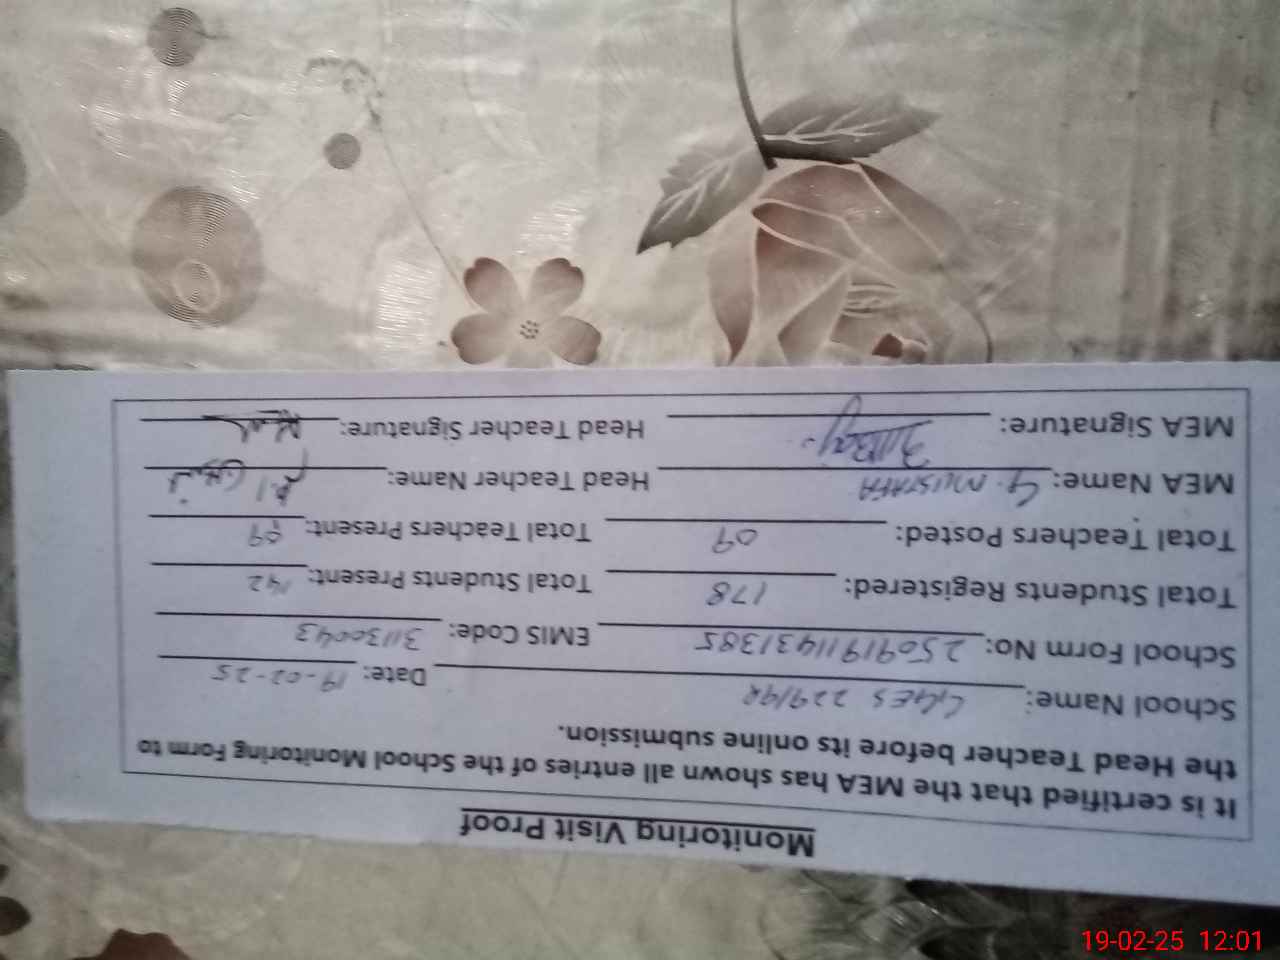 Monitoring Visit Proof
It is certified that the MEA has shown all entries of the School Monitoring Form to
the Head Teacher before its online submission.
School Name: GGES 229/9R Date: 19-02-25
School Form No: 2509191431385 EMIS Code: 31130043
Total Students Registered: 178 Total Students Present: 142
Total Teachers Posted: 09 Total Teachers Present: 09
MEA Name: G. MUSTAFA Head Teacher Name:
MEA Signature: Head Teacher Signature:
19-02-25 12:01